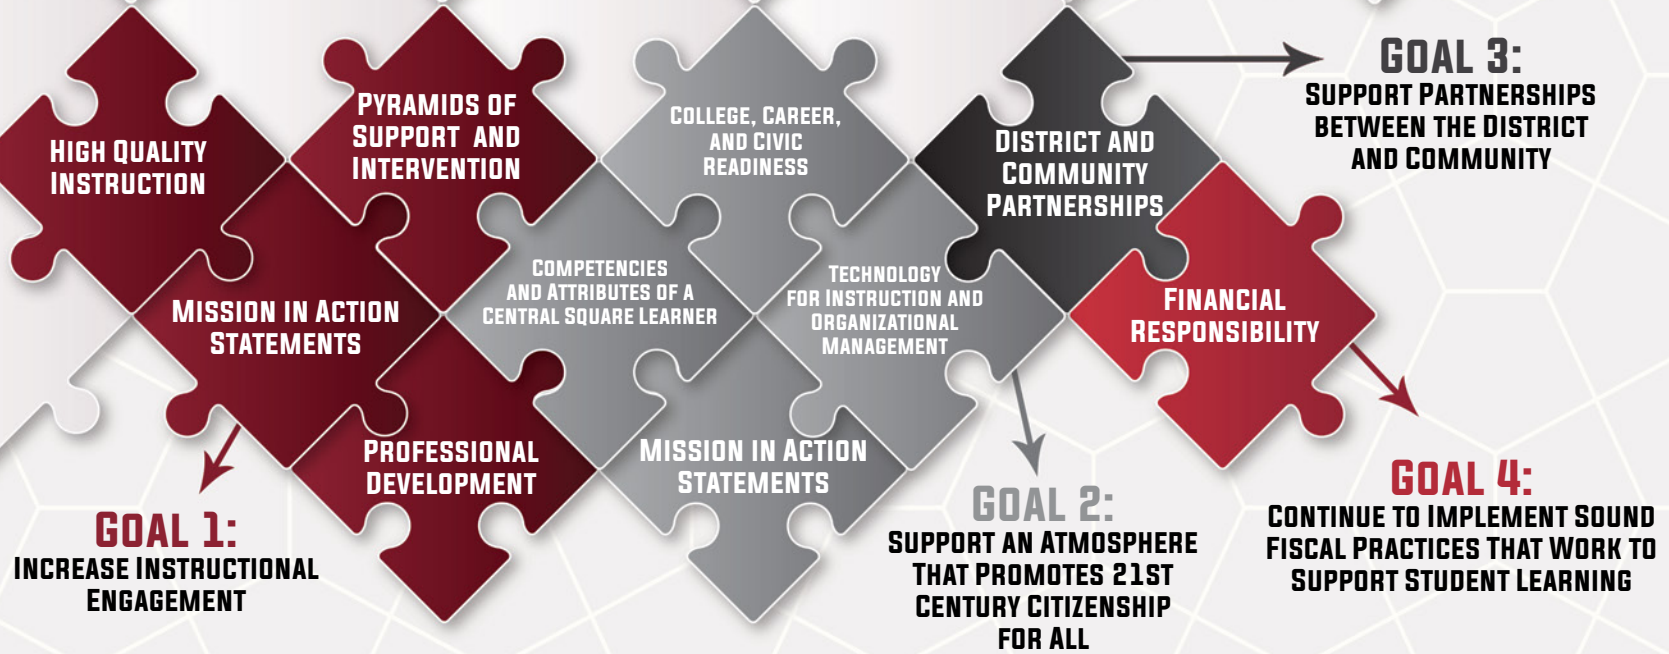 High Quality
Instruction
Pyramids of
Support and
Intervention
College, Career,
and Civic
Readiness
District and
Community
Partnerships
Goal 3:
Support Partnerships
between the District
and Community
Mission in Action
Statements
Competencies
and Attributes of a
Central Square Learner
Technology
for Instruction and
Organizational
Management
Financial
Responsibility
Professional
Development
Mission in Action
Statements
Goal 1:
Increase Instructional
Engagement
Goal 2:
Support an Atmosphere
That Promotes 21st
Century Citizenship
for All
Goal 4:
Continue to Implement Sound
Fiscal Practices That Work to
Support Student Learning